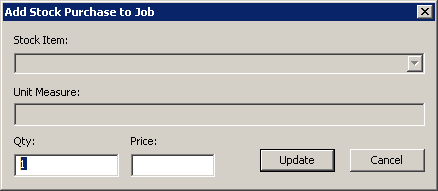 Add Stock Purchase to Job
Stock Item:
Unit Measure:
Qty: Price:
1 Update Cancel